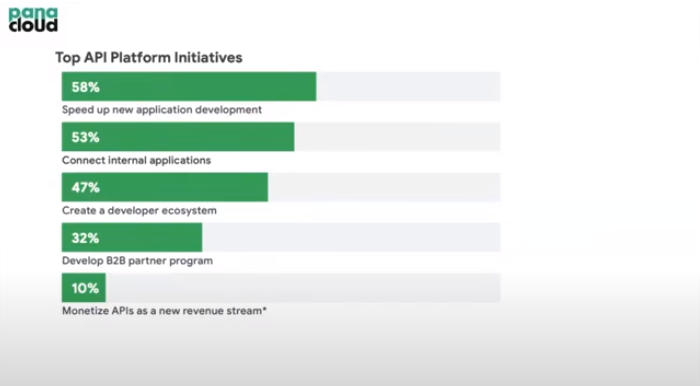 pana
cloud
Top API Platform Initiatives
58%
Speed up new application development
53%
Connect internal applications
47%
Create a developer ecosystem
32%
Develop B2B partner program
10%
Monetize APIs as a new revenue stream*